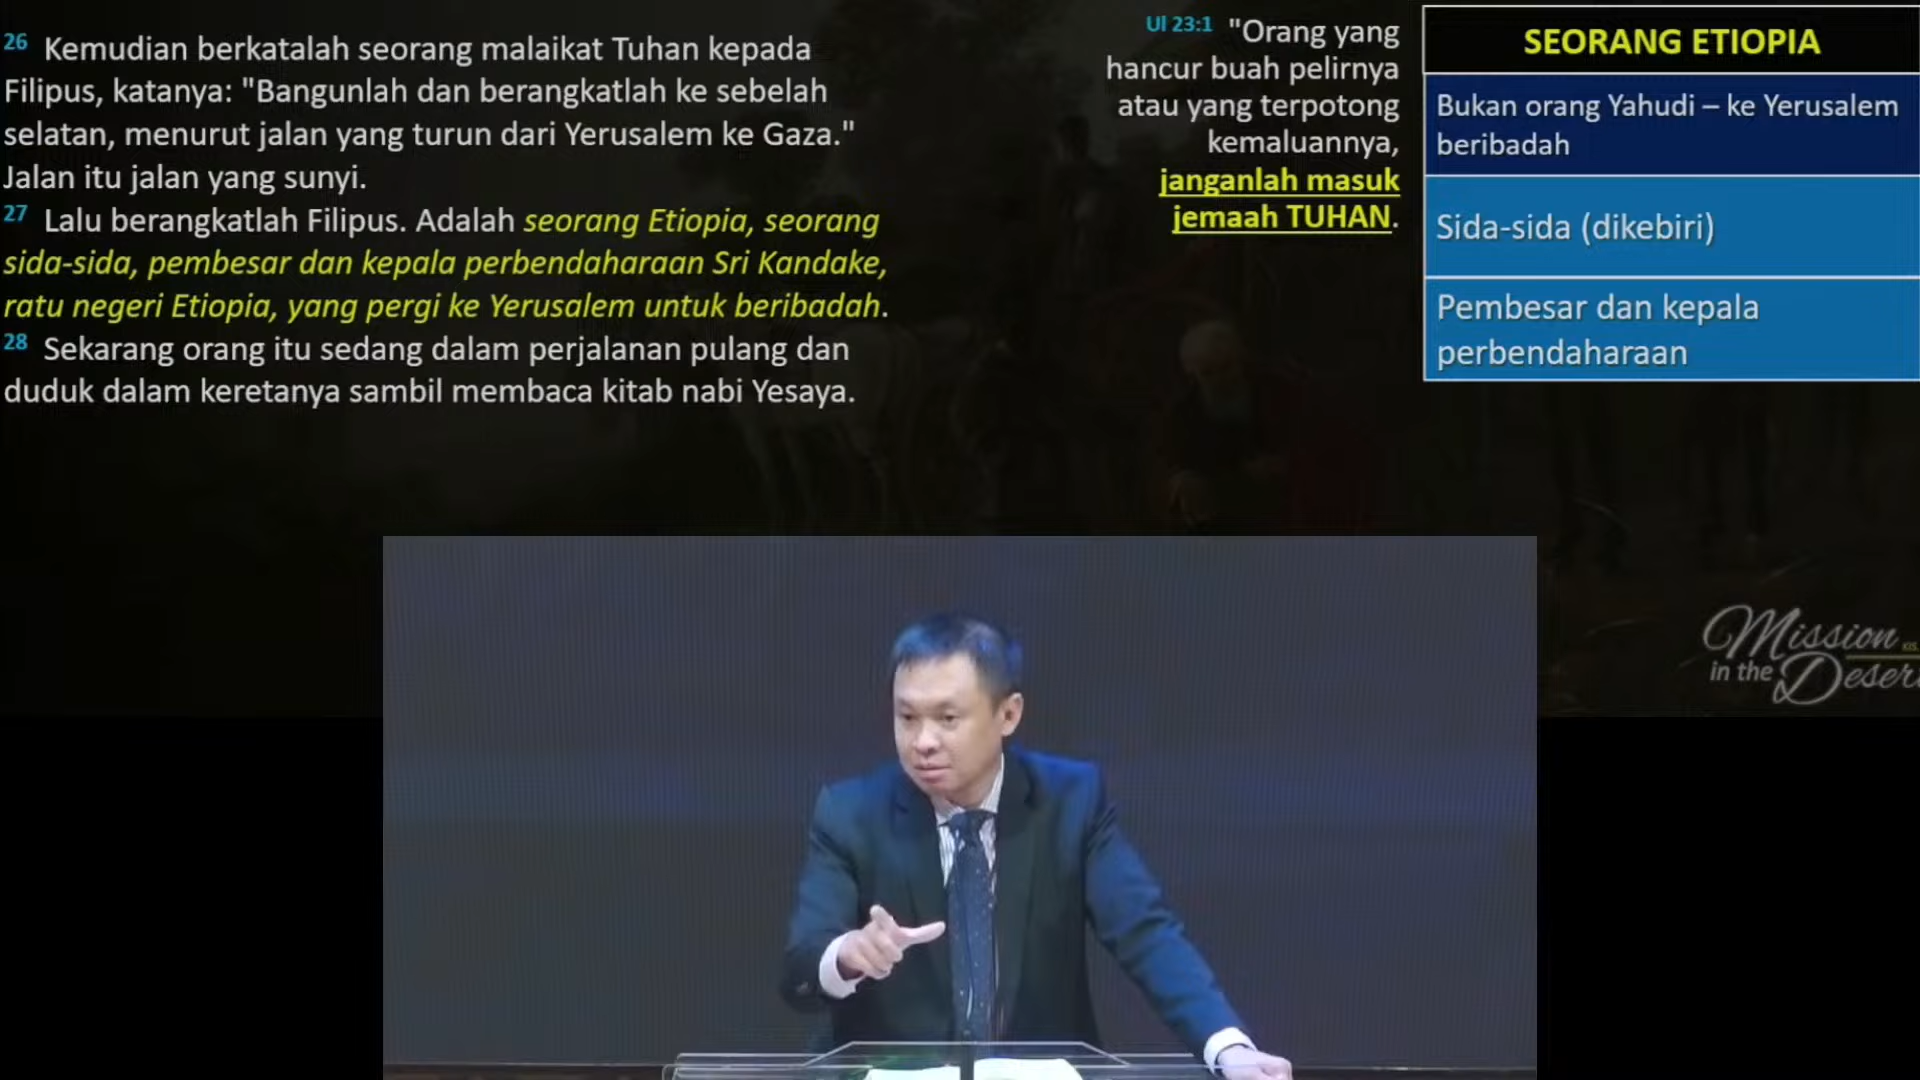 26 Kemudian berkatalah seorang malaikat Tuhan kepada
Filipus, katanya: "Bangunlah dan berangkatlah ke sebelah
selatan, menurut jalan yang turun dari Yerusalem ke Gaza."
Jalan itu jalan yang sunyi.
27 Lalu berangkatlah Filipus. Adalah seorang Etiopia, seorang
sida-sida, pembesar dan kepala perbendaharaan Sri Kandake,
ratu negeri Etiopia, yang pergi ke Yerusalem untuk beribadah.
28 Sekarang orang itu sedang dalam perjalanan pulang dan
duduk dalam keretanya sambil membaca kitab nabi Yesaya.
Ul 23:1 "Orang yang
hancur buah pelirnya
atau yang terpotong
kemaluannya,
janganlah masuk
jemaah TUHAN.
SEORANG ETIOPIA
Bukan orang Yahudi – ke Yerusalem
beribadah
Sida-sida (dikebiri)
Pembesar dan kepala
perbendaharaan
Mission
in the Deser